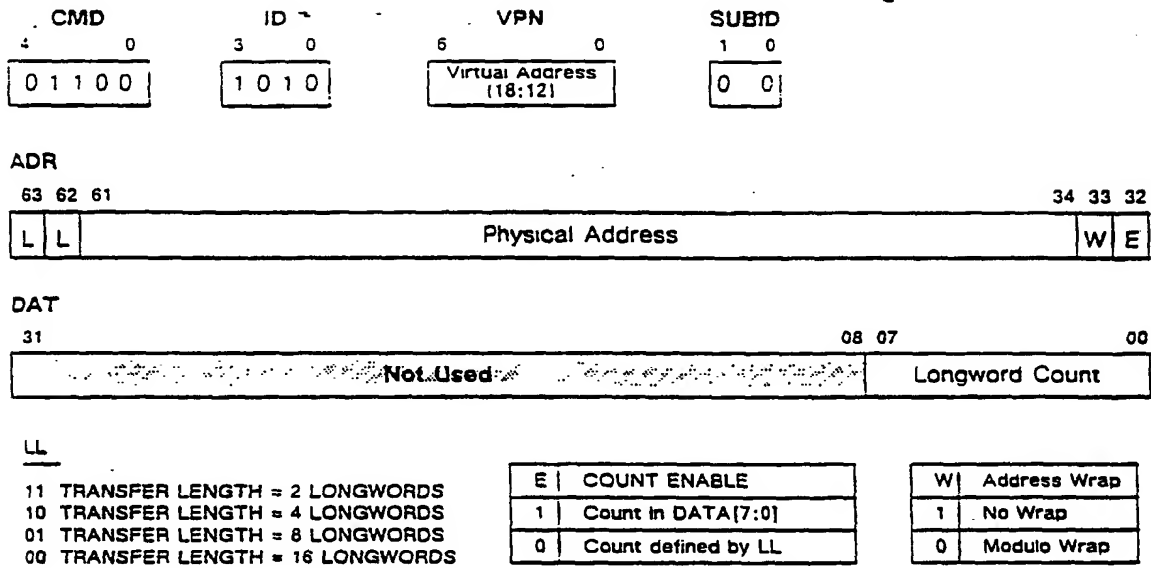 CMD ID VPN SUBID
4 0 3 0 6 0 1 0
0 1 1 0 0 1 0 1 0 Virtual Address 0 0
(18:12)
ADR
63 62 61 34 33 32
L L Physical Address W E
DAT
31 08 07 00
Not Used Longword Count
LL
11 TRANSFER LENGTH = 2 LONGWORDS
10 TRANSFER LENGTH = 4 LONGWORDS
01 TRANSFER LENGTH = 8 LONGWORDS
00 TRANSFER LENGTH = 16 LONGWORDS
E COUNT ENABLE
1 Count in DATA[7:0]
0 Count defined by LL
W Address Wrap
1 No Wrap
0 Modulo Wrap